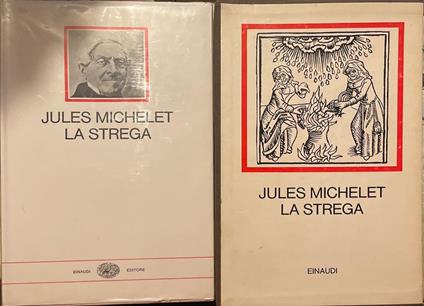 JULES MICHELET
LA STREGA
EINAUDI EDITORE
JULES MICHELET
LA STREGA
EINAUDI